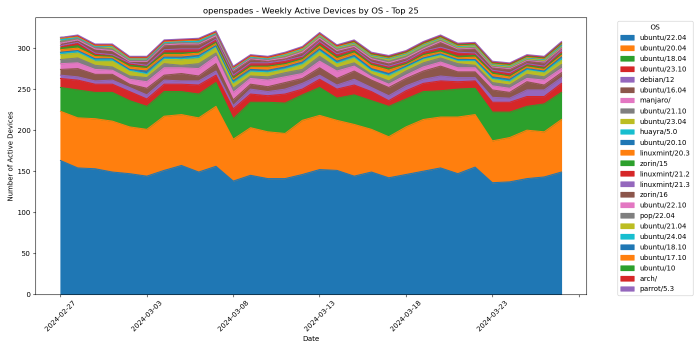 openspades - Weekly Active Devices by OS - Top 25
Number of Active Devices
300
250
200
150
100
50
0
2024-02-27
2024-03-03
2024-03-08
2024-03-13
2024-03-18
2024-03-23
Date
OS
ubuntu/22.04
ubuntu/20.04
ubuntu/18.04
ubuntu/23.10
debian/12
ubuntu/16.04
manjaro/
ubuntu/21.10
ubuntu/23.04
huayra/5.0
ubuntu/20.10
linuxmint/20.3
zorin/15
linuxmint/21.2
linuxmint/21.3
zorin/16
ubuntu/22.10
pop/22.04
ubuntu/21.04
ubuntu/24.04
ubuntu/18.10
ubuntu/17.10
ubuntu/10
arch/
parrot/5.3